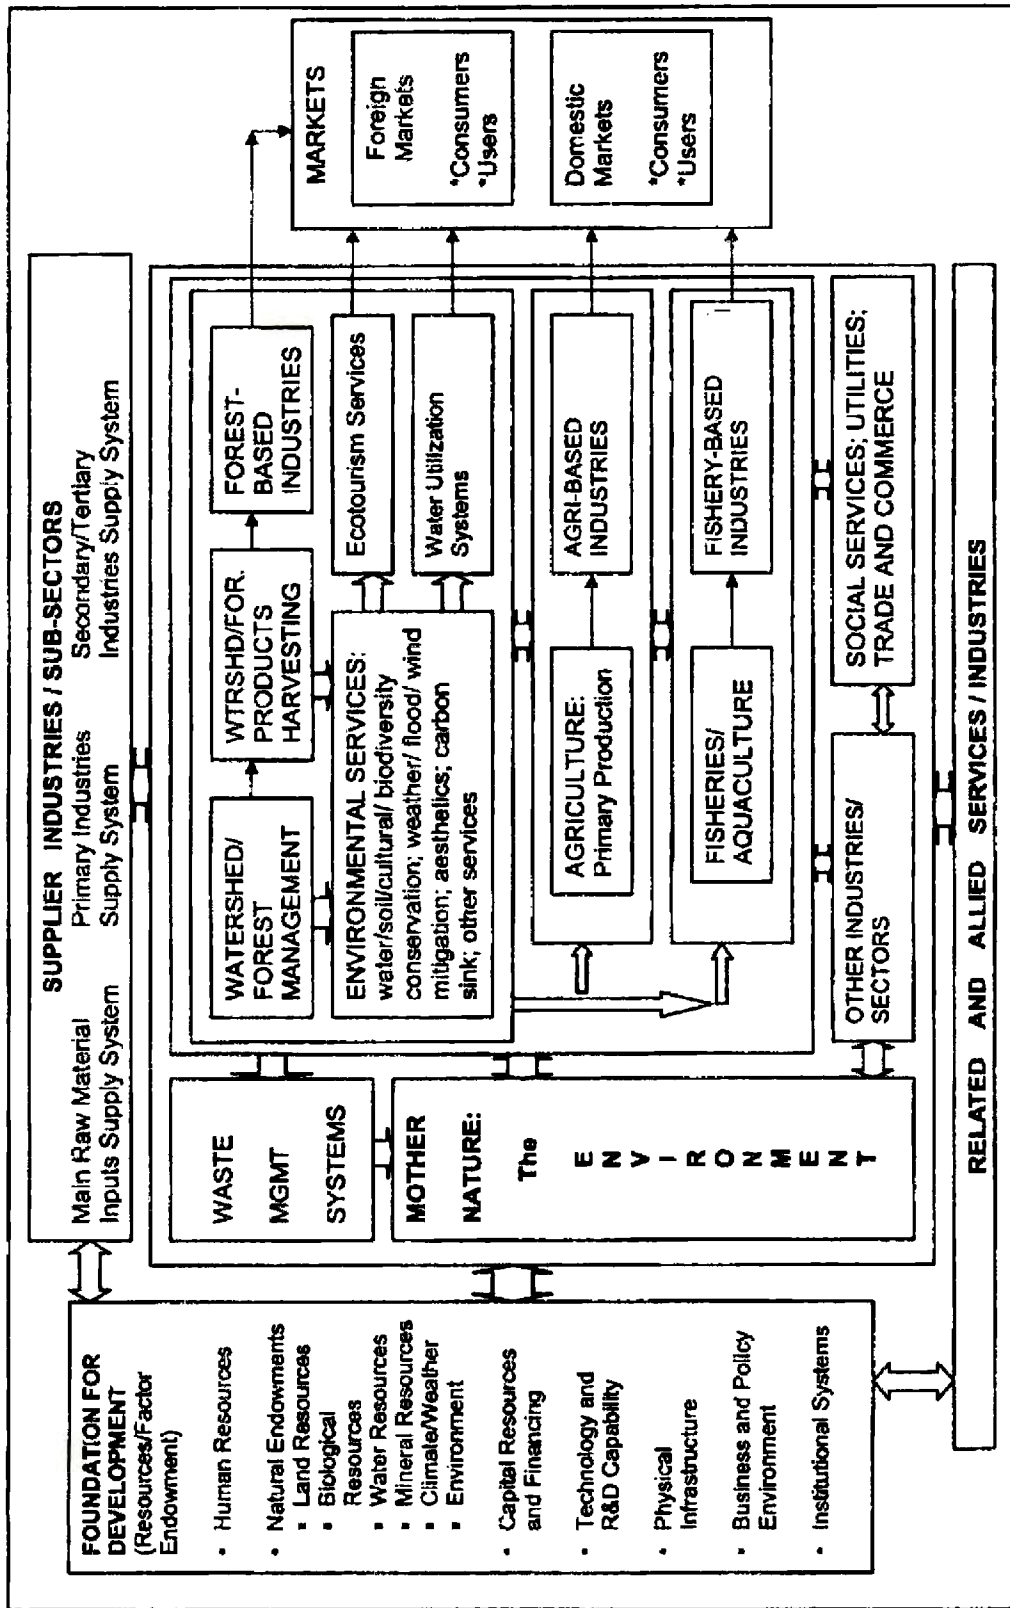 SUPPLIER INDUSTRIES / SUB-SECTORS
Main Raw Material
Inputs Supply System
Primary Industries
Supply System
Secondary/Tertiary
Industries Supply System
FOUNDATION FOR
DEVELOPMENT
(Resources/Factor
Endowment)
• Human Resources
• Natural Endowments
▪ Land Resources
▪ Biological
Resources
▪ Water Resources
▪ Mineral Resources
▪ Climate/Weather
▪ Environment
• Capital Resources
and Financing
• Technology and
R&D Capability
• Physical
Infrastructure
• Business and Policy
Environment
• Institutional Systems
WASTE
MGMT
SYSTEMS
MOTHER
NATURE:
The
E
N
V
I
R
O
N
M
E
N
T
WATERSHED/
FOREST
MANAGEMENT
WTRSHD/FOR.
PRODUCTS
HARVESTING
FOREST-
BASED
INDUSTRIES
ENVIRONMENTAL SERVICES:
water/soil/cultural/ biodiversity
conservation; weather/ flood/ wind
mitigation; aesthetics; carbon
sink; other services
Ecotourism Services
Water Utilization
Systems
AGRICULTURE:
Primary Production
AGRI-BASED
INDUSTRIES
FISHERIES/
AQUACULTURE
FISHERY-BASED
INDUSTRIES
OTHER INDUSTRIES/
SECTORS
SOCIAL SERVICES; UTILITIES;
TRADE AND COMMERCE
MARKETS
Foreign
Markets
*Consumers
*Users
Domestic
Markets
*Consumers
*Users
RELATED AND ALLIED SERVICES / INDUSTRIES